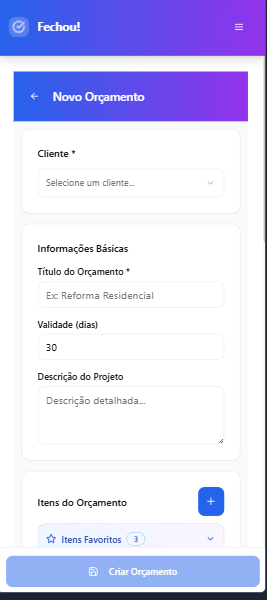 Fechou!
Novo Orçamento
Cliente *
Selecione um cliente...
Informações Básicas
Título do Orçamento *
Ex: Reforma Residencial
Validade (dias)
30
Descrição do Projeto
Descrição detalhada...
Itens do Orçamento
Itens Favoritos 3
Criar Orçamento